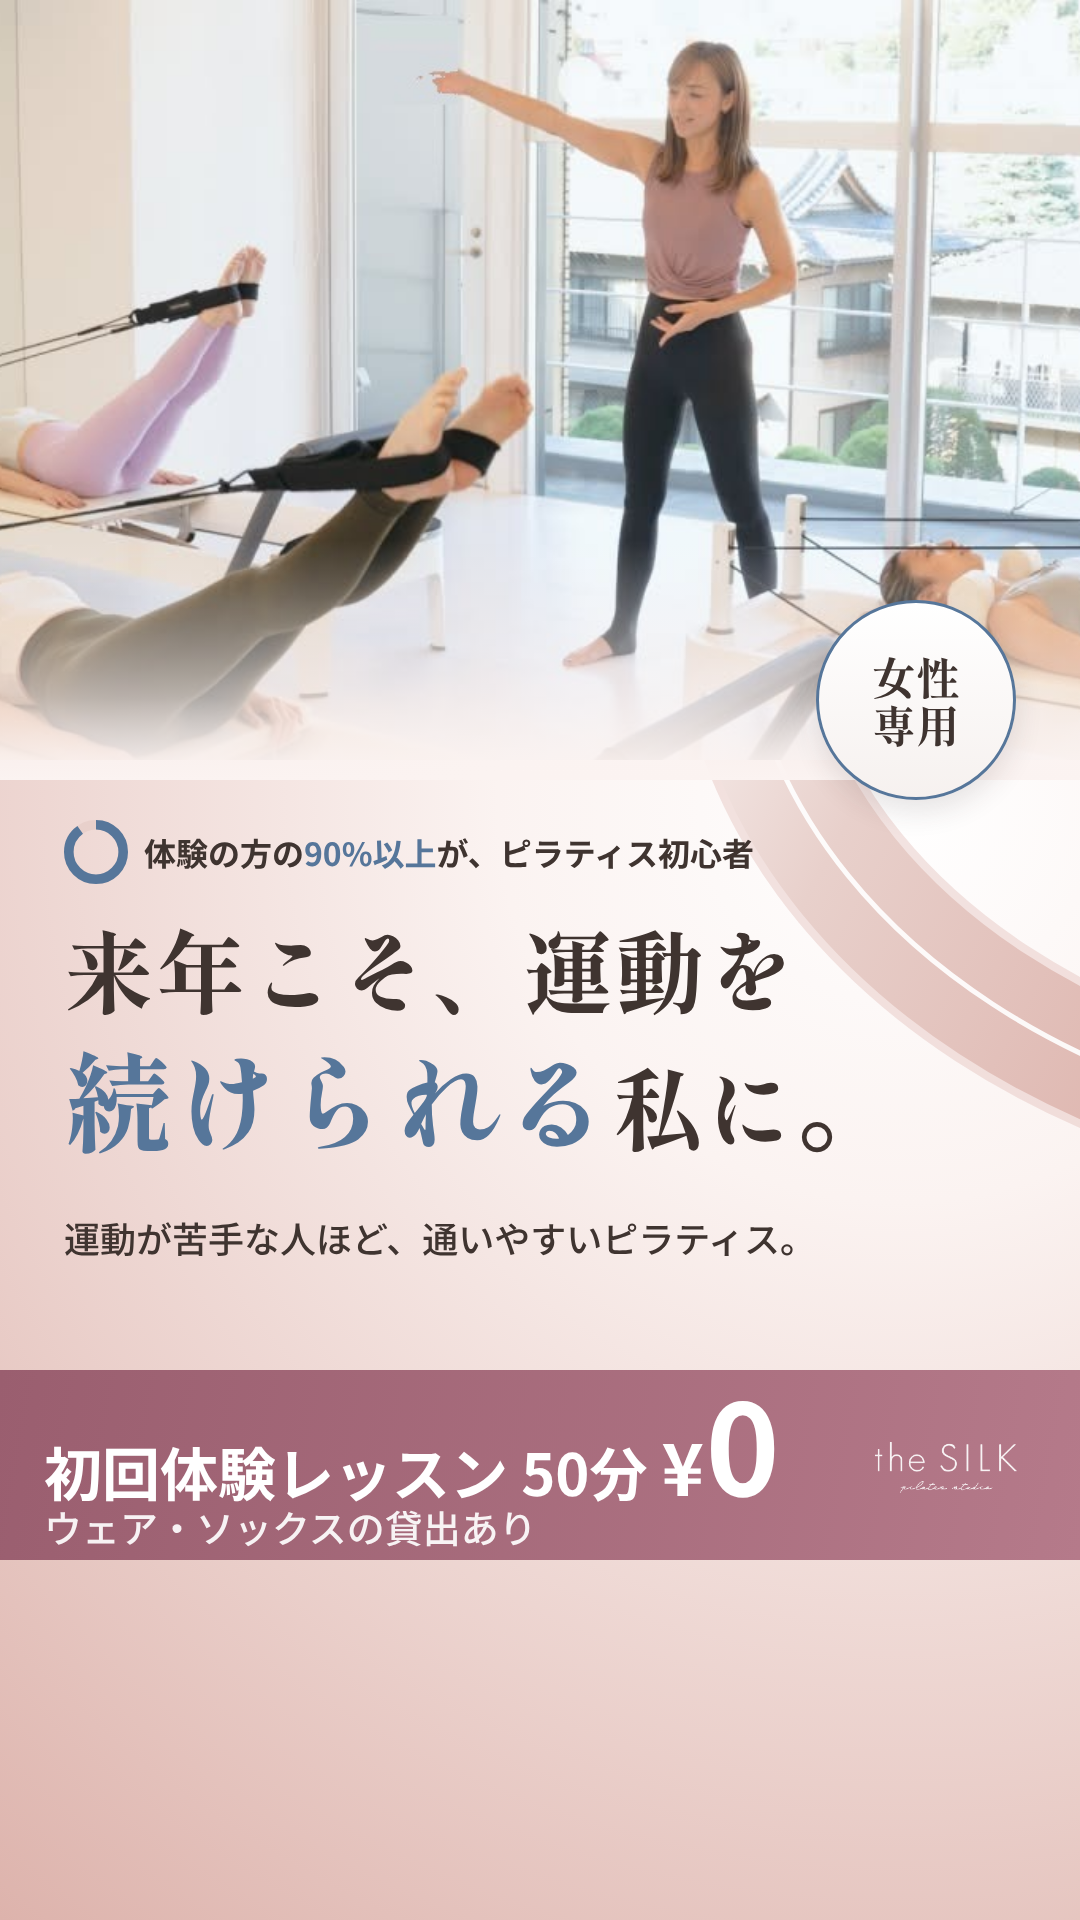 女性
専用
体験の方の90%以上が、ピラティス初心者
来年こそ、運動を
続けられる私に。
運動が苦手な人ほど、通いやすいピラティス。
初回体験レッスン 50分 ¥0
ウェア・ソックスの貸出あり
the SILK
pilates studio